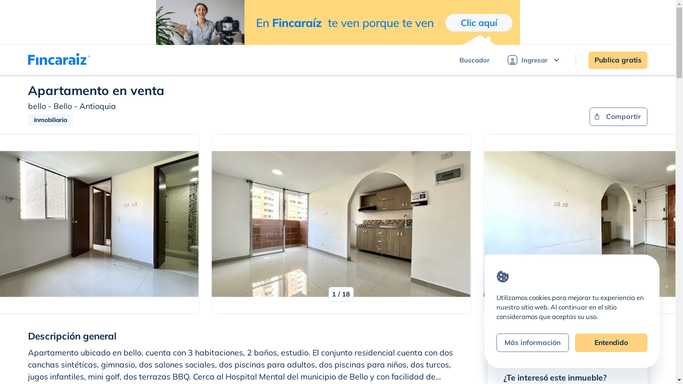 En Fincaraíz te ven porque te ven
Clic aquí
Fincaraíz
Buscador
Ingresar
Publica gratis
Apartamento en venta
bello - Bello - Antioquia
Inmobiliaria
Compartir
1 / 18
Utilizamos cookies para mejorar tu experiencia en
nuestro sitio web. Al continuar en el sitio
consideramos que aceptas su uso.
Más información
Entendido
Descripción general
Apartamento ubicado en bello, cuenta con 3 habitaciones, 2 baños, estudio. El conjunto residencial cuenta con dos
canchas sintéticas, gimnasio, dos salones sociales, dos piscinas para adultos, dos piscinas para niños, dos turcos,
jugos infantiles, mini golf, dos terrazas BBQ. Cerca al Hospital Mental del municipio de Bello y con facilidad de...
¿Te interesó este inmueble?